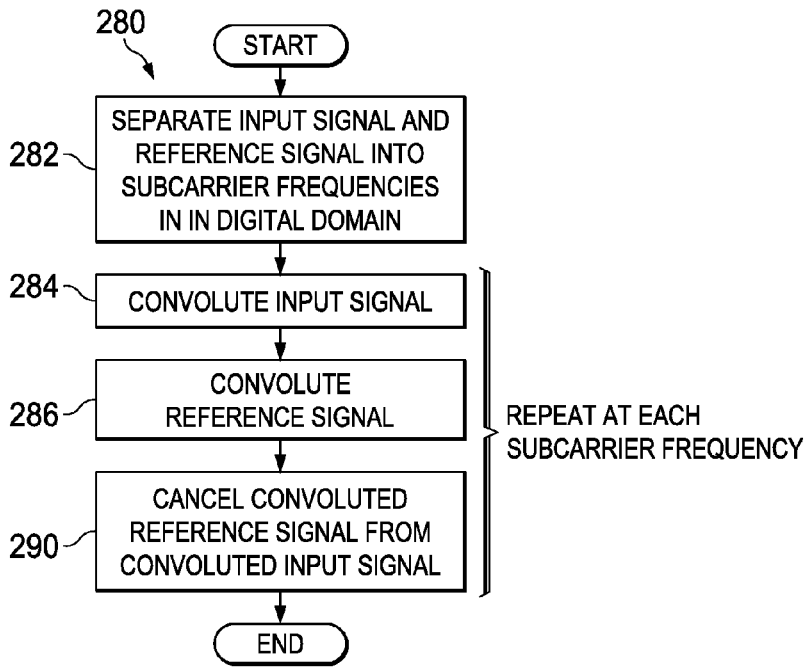 280
START
282
SEPARATE INPUT SIGNAL AND
REFERENCE SIGNAL INTO
SUBCARRIER FREQUENCIES
IN IN DIGITAL DOMAIN
284
CONVOLUTE INPUT SIGNAL
286
CONVOLUTE
REFERENCE SIGNAL
REPEAT AT EACH
SUBCARRIER FREQUENCY
290
CANCEL CONVOLUTED
REFERENCE SIGNAL FROM
CONVOLUTED INPUT SIGNAL
END